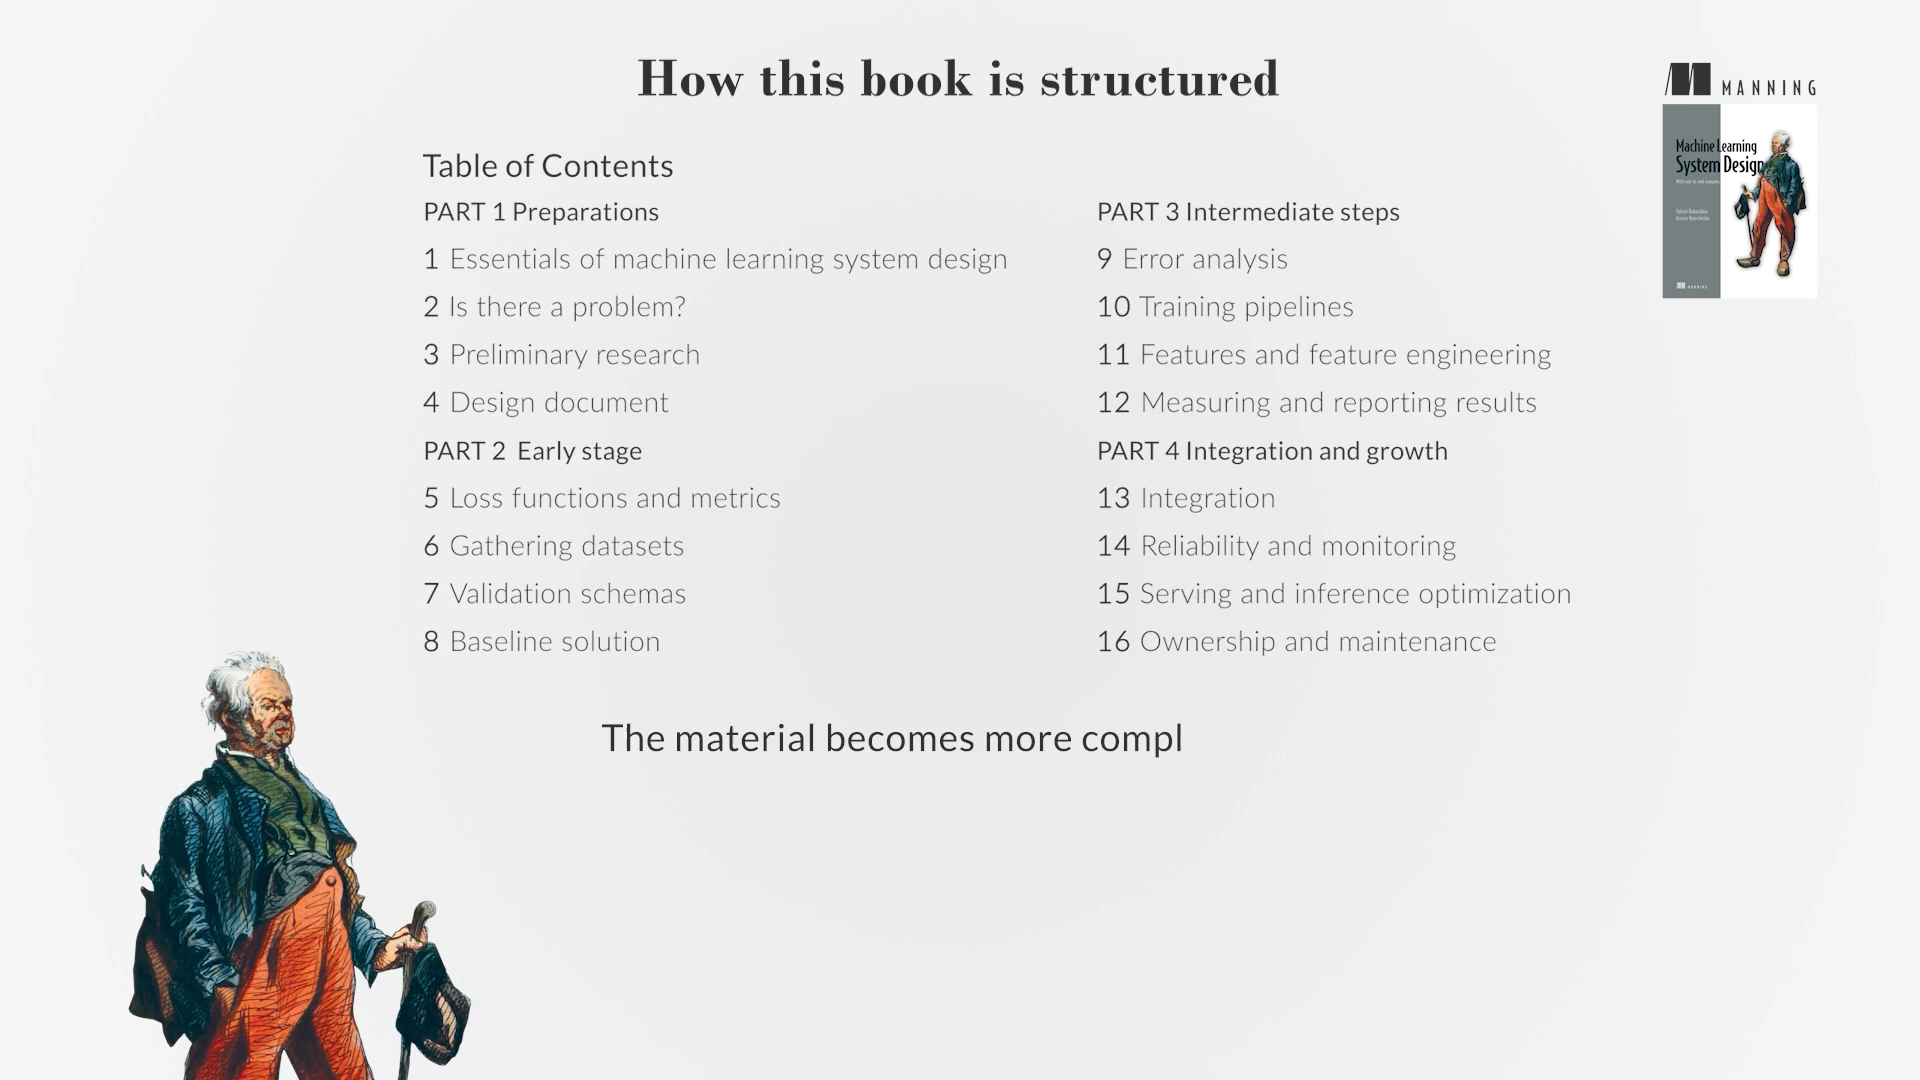 How this book is structured
MANNING
Machine Learning
System Design
Table of Contents
PART 1 Preparations
1 Essentials of machine learning system design
2 Is there a problem?
3 Preliminary research
4 Design document
PART 2 Early stage
5 Loss functions and metrics
6 Gathering datasets
7 Validation schemas
8 Baseline solution
PART 3 Intermediate steps
9 Error analysis
10 Training pipelines
11 Features and feature engineering
12 Measuring and reporting results
PART 4 Integration and growth
13 Integration
14 Reliability and monitoring
15 Serving and inference optimization
16 Ownership and maintenance
The material becomes more compl